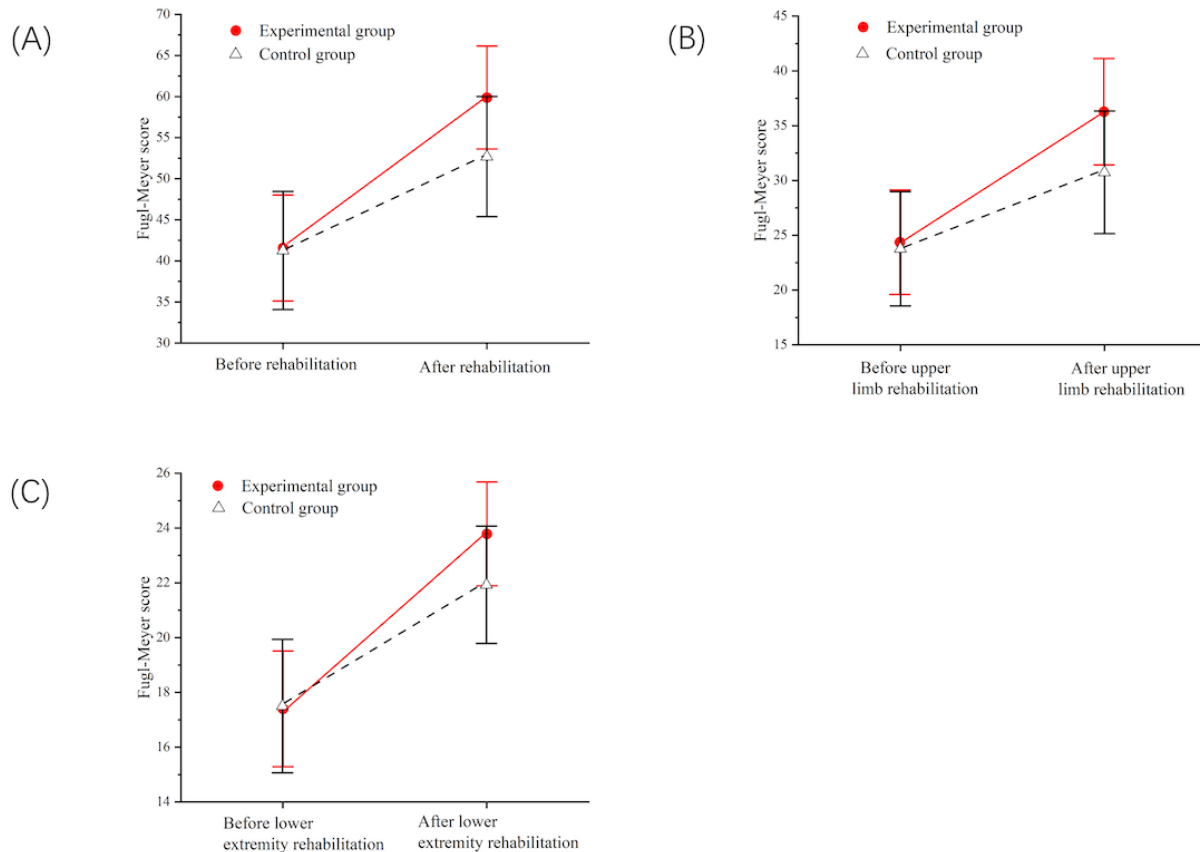 (A)
Experimental group
Control group
Fugl-Meyer score
70
65
60
55
50
45
40
35
30
Before rehabilitation
After rehabilitation
(B)
Experimental group
Control group
Fugl-Meyer score
45
40
35
30
25
20
15
Before upper
limb rehabilitation
After upper
limb rehabilitation
(C)
Experimental group
Control group
Fugl-Meyer score
26
24
22
20
18
16
14
Before lower
extremity rehabilitation
After lower
extremity rehabilitation